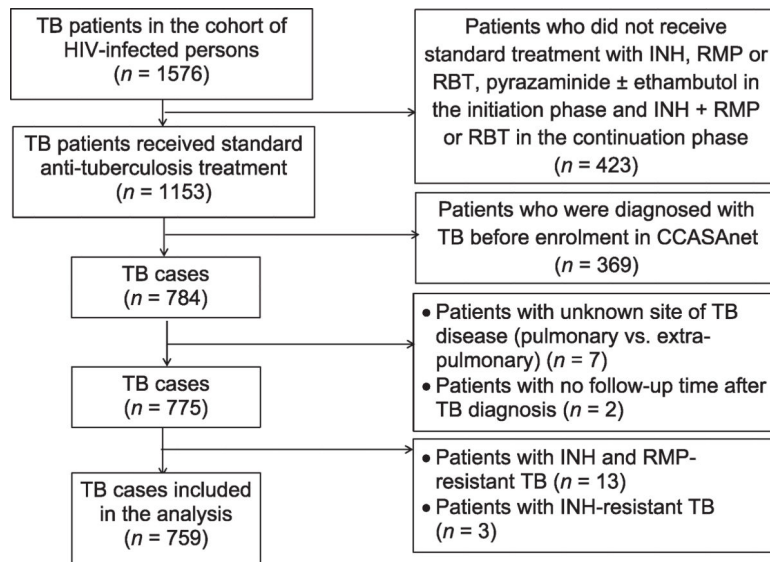 TB patients in the cohort of
HIV-infected persons
(n = 1576)
Patients who did not receive
standard treatment with INH, RMP or
RBT, pyrazinamide ± ethambutol in
the initiation phase and INH + RMP
or RBT in the continuation phase
(n = 423)
TB patients received standard
anti-tuberculosis treatment
(n = 1153)
Patients who were diagnosed with
TB before enrolment in CCASAnet
(n = 369)
TB cases
(n = 784)
• Patients with unknown site of TB
disease (pulmonary vs. extra-
pulmonary) (n = 7)
• Patients with no follow-up time after
TB diagnosis (n = 2)
TB cases
(n = 775)
• Patients with INH and RMP-
resistant TB (n = 13)
• Patients with INH-resistant TB
(n = 3)
TB cases included
in the analysis
(n = 759)